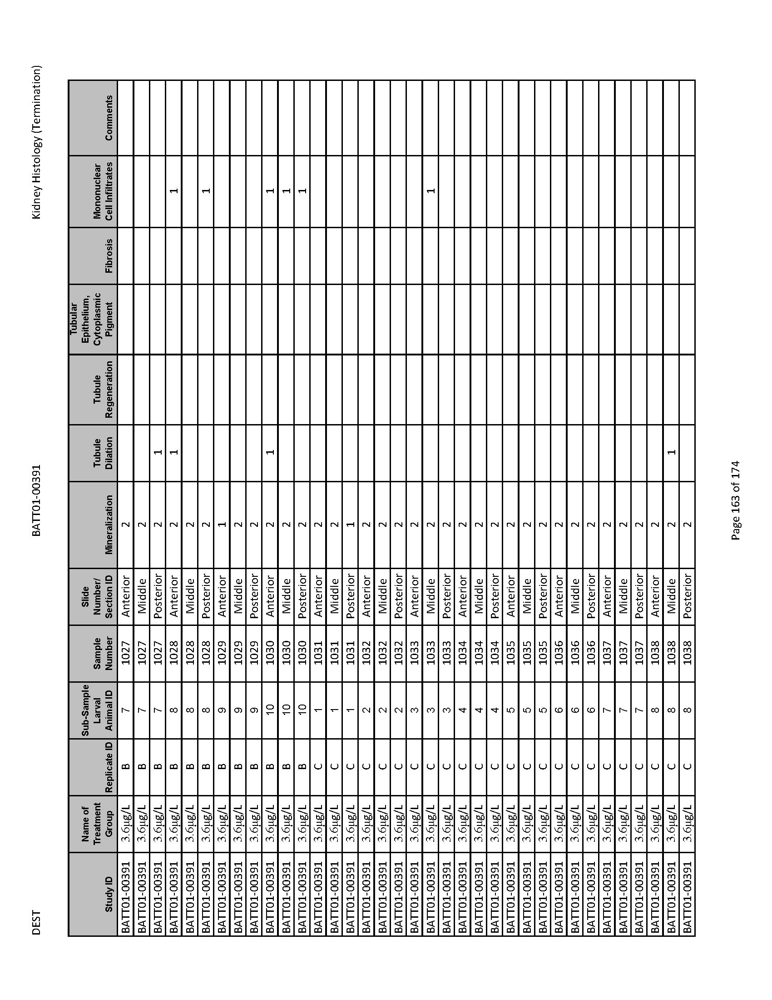 DEST BATT01-00391 Kidney Histology (Termination)
Study ID Name of Treatment Group Replicate ID Sub-Sample Larval Animal ID Sample Number Slide Number/ Section ID Mineralization Tubule Dilation Tubule Regeneration Tubular Epithelium, Cytoplasmic Pigment Fibrosis Mononuclear Cell Infiltrates Comments
BATT01-00391 3.6µg/L B 7 1027 Anterior 2
BATT01-00391 3.6µg/L B 7 1027 Middle 2
BATT01-00391 3.6µg/L B 7 1027 Posterior 2 1
BATT01-00391 3.6µg/L B 8 1028 Anterior 2 1 1
BATT01-00391 3.6µg/L B 8 1028 Middle 2
BATT01-00391 3.6µg/L B 8 1028 Posterior 2 1
BATT01-00391 3.6µg/L B 9 1029 Anterior 1
BATT01-00391 3.6µg/L B 9 1029 Middle 2
BATT01-00391 3.6µg/L B 9 1029 Posterior 2
BATT01-00391 3.6µg/L B 10 1030 Anterior 2 1 1
BATT01-00391 3.6µg/L B 10 1030 Middle 2 1
BATT01-00391 3.6µg/L B 10 1030 Posterior 2 1
BATT01-00391 3.6µg/L C 1 1031 Anterior 2
BATT01-00391 3.6µg/L C 1 1031 Middle 2
BATT01-00391 3.6µg/L C 1 1031 Posterior 1
BATT01-00391 3.6µg/L C 2 1032 Anterior 2
BATT01-00391 3.6µg/L C 2 1032 Middle 2
BATT01-00391 3.6µg/L C 2 1032 Posterior 2
BATT01-00391 3.6µg/L C 3 1033 Anterior 2
BATT01-00391 3.6µg/L C 3 1033 Middle 2 1
BATT01-00391 3.6µg/L C 3 1033 Posterior 2
BATT01-00391 3.6µg/L C 4 1034 Anterior 2
BATT01-00391 3.6µg/L C 4 1034 Middle 2
BATT01-00391 3.6µg/L C 4 1034 Posterior 2
BATT01-00391 3.6µg/L C 5 1035 Anterior 2
BATT01-00391 3.6µg/L C 5 1035 Middle 2
BATT01-00391 3.6µg/L C 5 1035 Posterior 2
BATT01-00391 3.6µg/L C 6 1036 Anterior 2
BATT01-00391 3.6µg/L C 6 1036 Middle 2
BATT01-00391 3.6µg/L C 6 1036 Posterior 2
BATT01-00391 3.6µg/L C 7 1037 Anterior 2
BATT01-00391 3.6µg/L C 7 1037 Middle 2
BATT01-00391 3.6µg/L C 7 1037 Posterior 2
BATT01-00391 3.6µg/L C 8 1038 Anterior 2
BATT01-00391 3.6µg/L C 8 1038 Middle 2 1
BATT01-00391 3.6µg/L C 8 1038 Posterior 2
Page 163 of 174